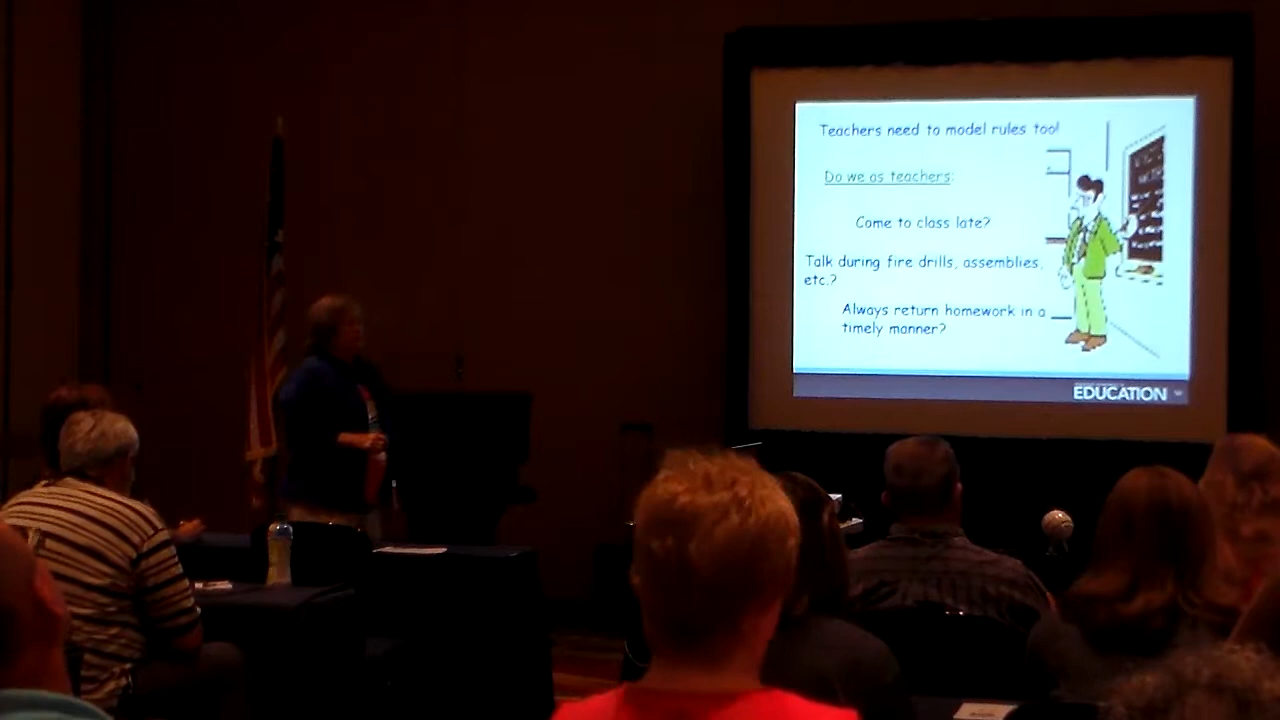 Teachers need to model rules too!
Do we as teachers:
Come to class late?
Talk during fire drills, assemblies,
etc.?
Always return homework in a
timely manner?
EDUCATION